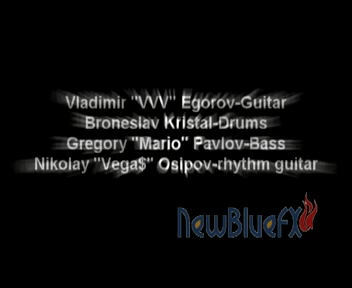 Vladimir "VVV" Egorov-Guitar
Broneslav Kristal-Drums
Gregory "Mario" Pavlov-Bass
Nikolay "Vega$" Osipov-rhythm guitar
NewBlueFX